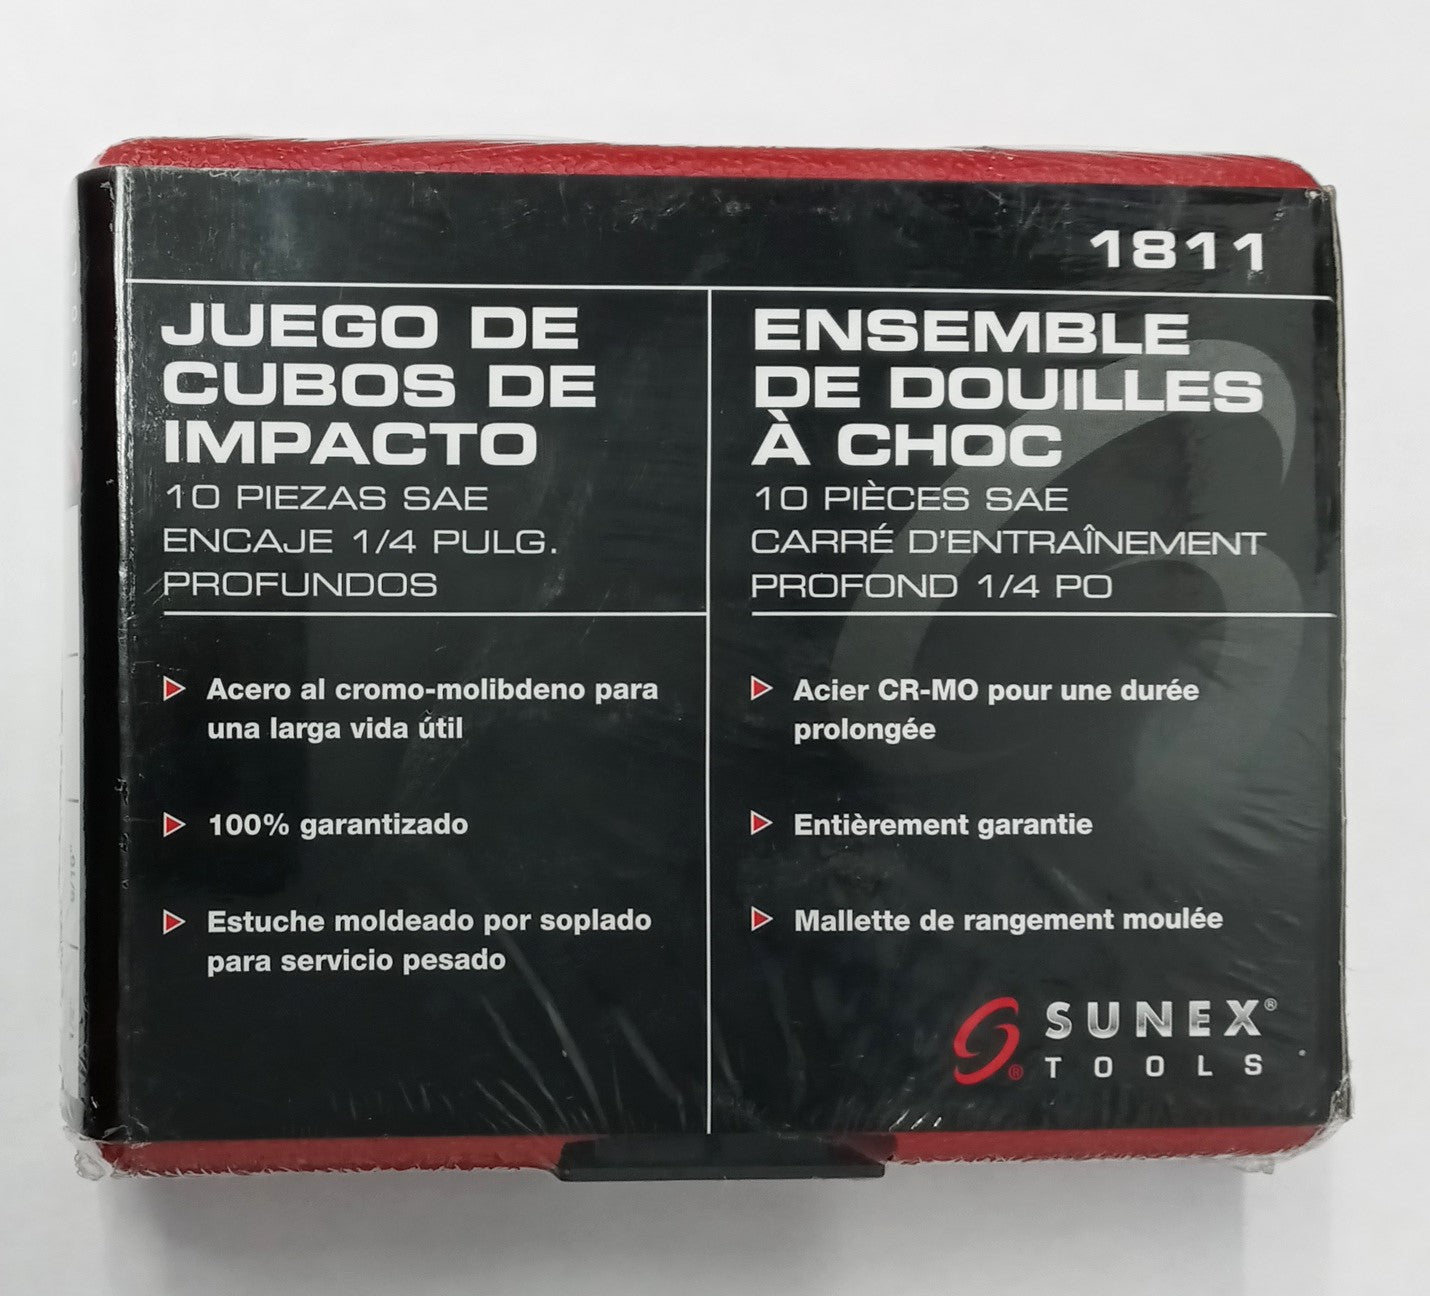 1811
JUEGO DE
CUBOS DE
IMPACTO
10 PIEZAS SAE
ENCAJE 1/4 PULG.
PROFUNDOS
Acero al cromo-molibdeno para
una larga vida útil
100% garantizado
Estuche moldeado por soplado
para servicio pesado
ENSEMBLE
DE DOUILLES
À CHOC
10 PIÈCES SAE
CARRÉ D'ENTRAÎNEMENT
PROFOND 1/4 PO
Acier CR-MO pour une durée
prolongée
Entièrement garantie
Mallette de rangement moulée
SUNEX®
TOOLS